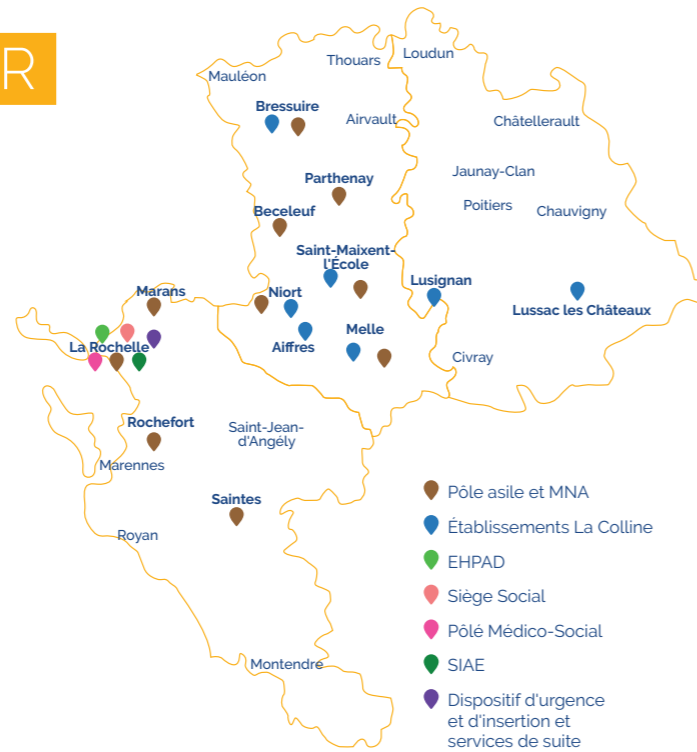 R
Thouars
Loudun
Mauléon
Bressuire
Airvault
Châtellerault
Parthenay
Jaunay-Clan
Poitiers
Chauvigny
Beceleuf
Saint-Maixent-
l'École
Lusignan
Marans
Niort
Lussac les Châteaux
La Rochelle
Aiffres
Melle
Civray
Rochefort
Saint-Jean-
d'Angély
Marennes
Saintes
Royan
Montendre
Pôle asile et MNA
Établissements La Colline
EHPAD
Siège Social
Pôlé Médico-Social
SIAE
Dispositif d'urgence
et d'insertion et
services de suite